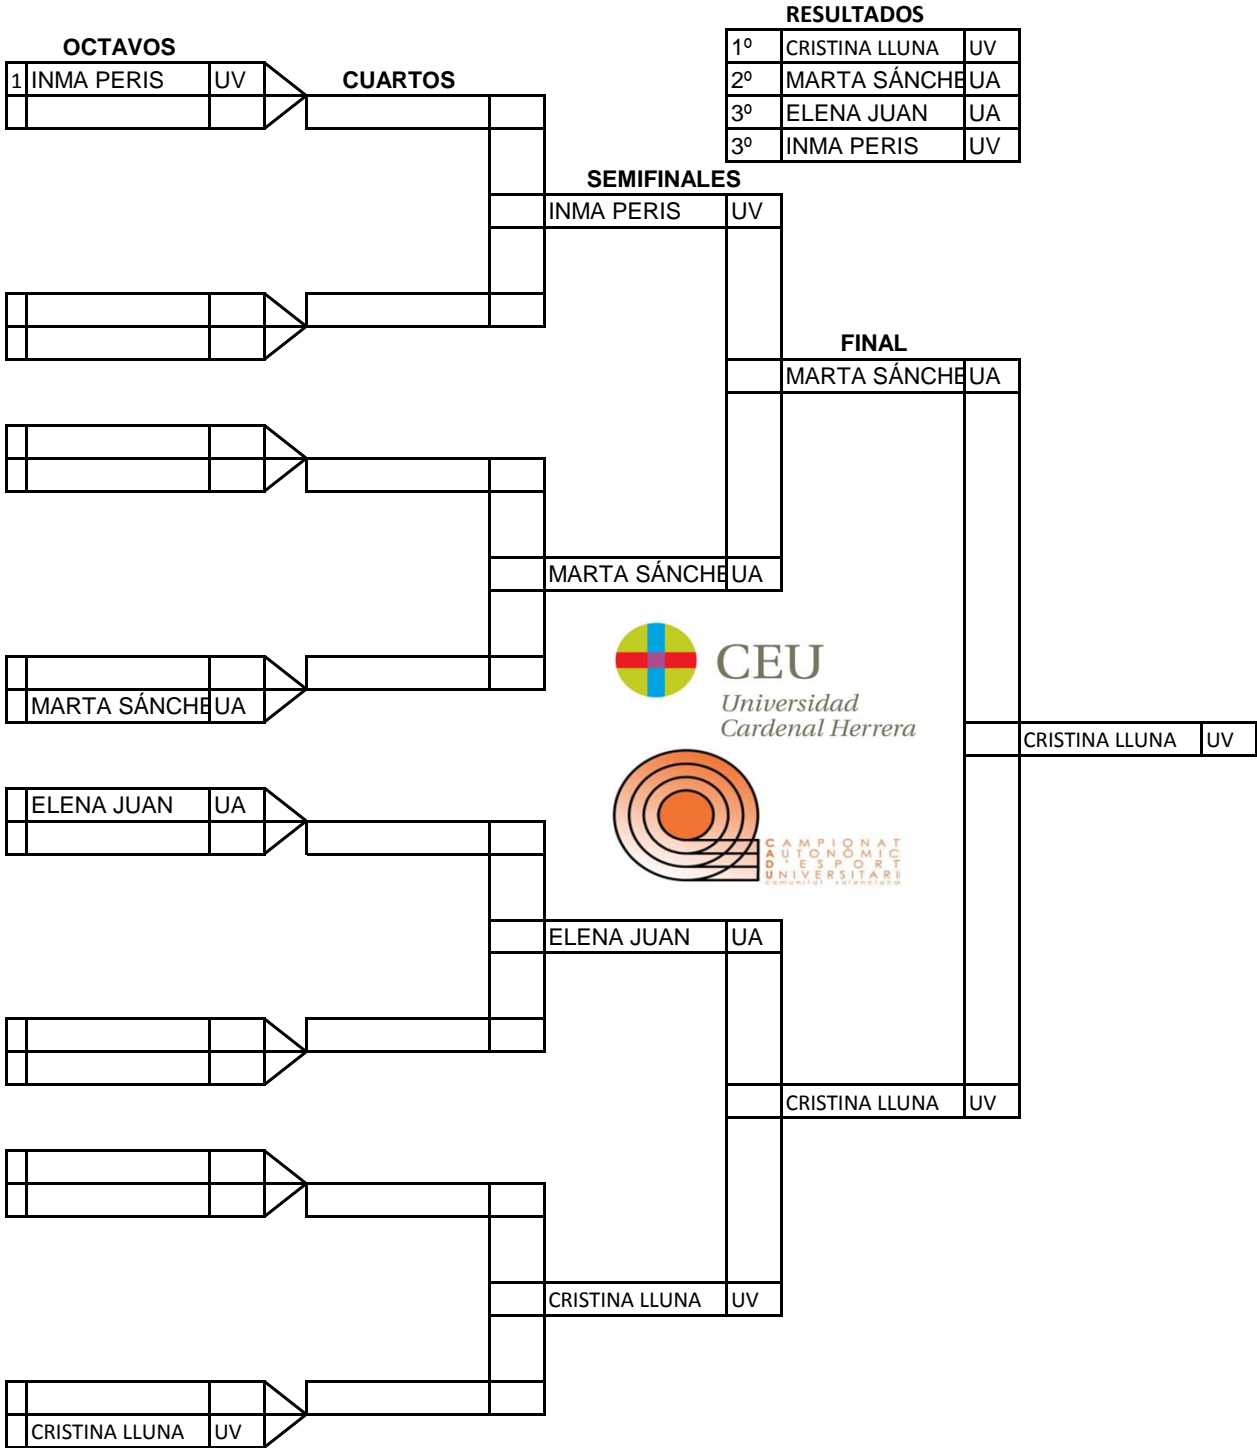 RESULTADOS
OCTAVOS
1º CRISTINA LLUNA UV
1 INMA PERIS UV
CUARTOS
2º MARTA SÁNCHE UA
3º ELENA JUAN UA
3º INMA PERIS UV
SEMIFINALES
INMA PERIS UV
FINAL
MARTA SÁNCHE UA
MARTA SÁNCHE UA
CEU
Universidad
Cardenal Herrera
MARTA SÁNCHE UA
CRISTINA LLUNA UV
ELENA JUAN UA
CAMPIONAT
AUTONÒMIC
D'ESPORT
UNIVERSITARI
comunitat valenciana
ELENA JUAN UA
CRISTINA LLUNA UV
CRISTINA LLUNA UV
CRISTINA LLUNA UV